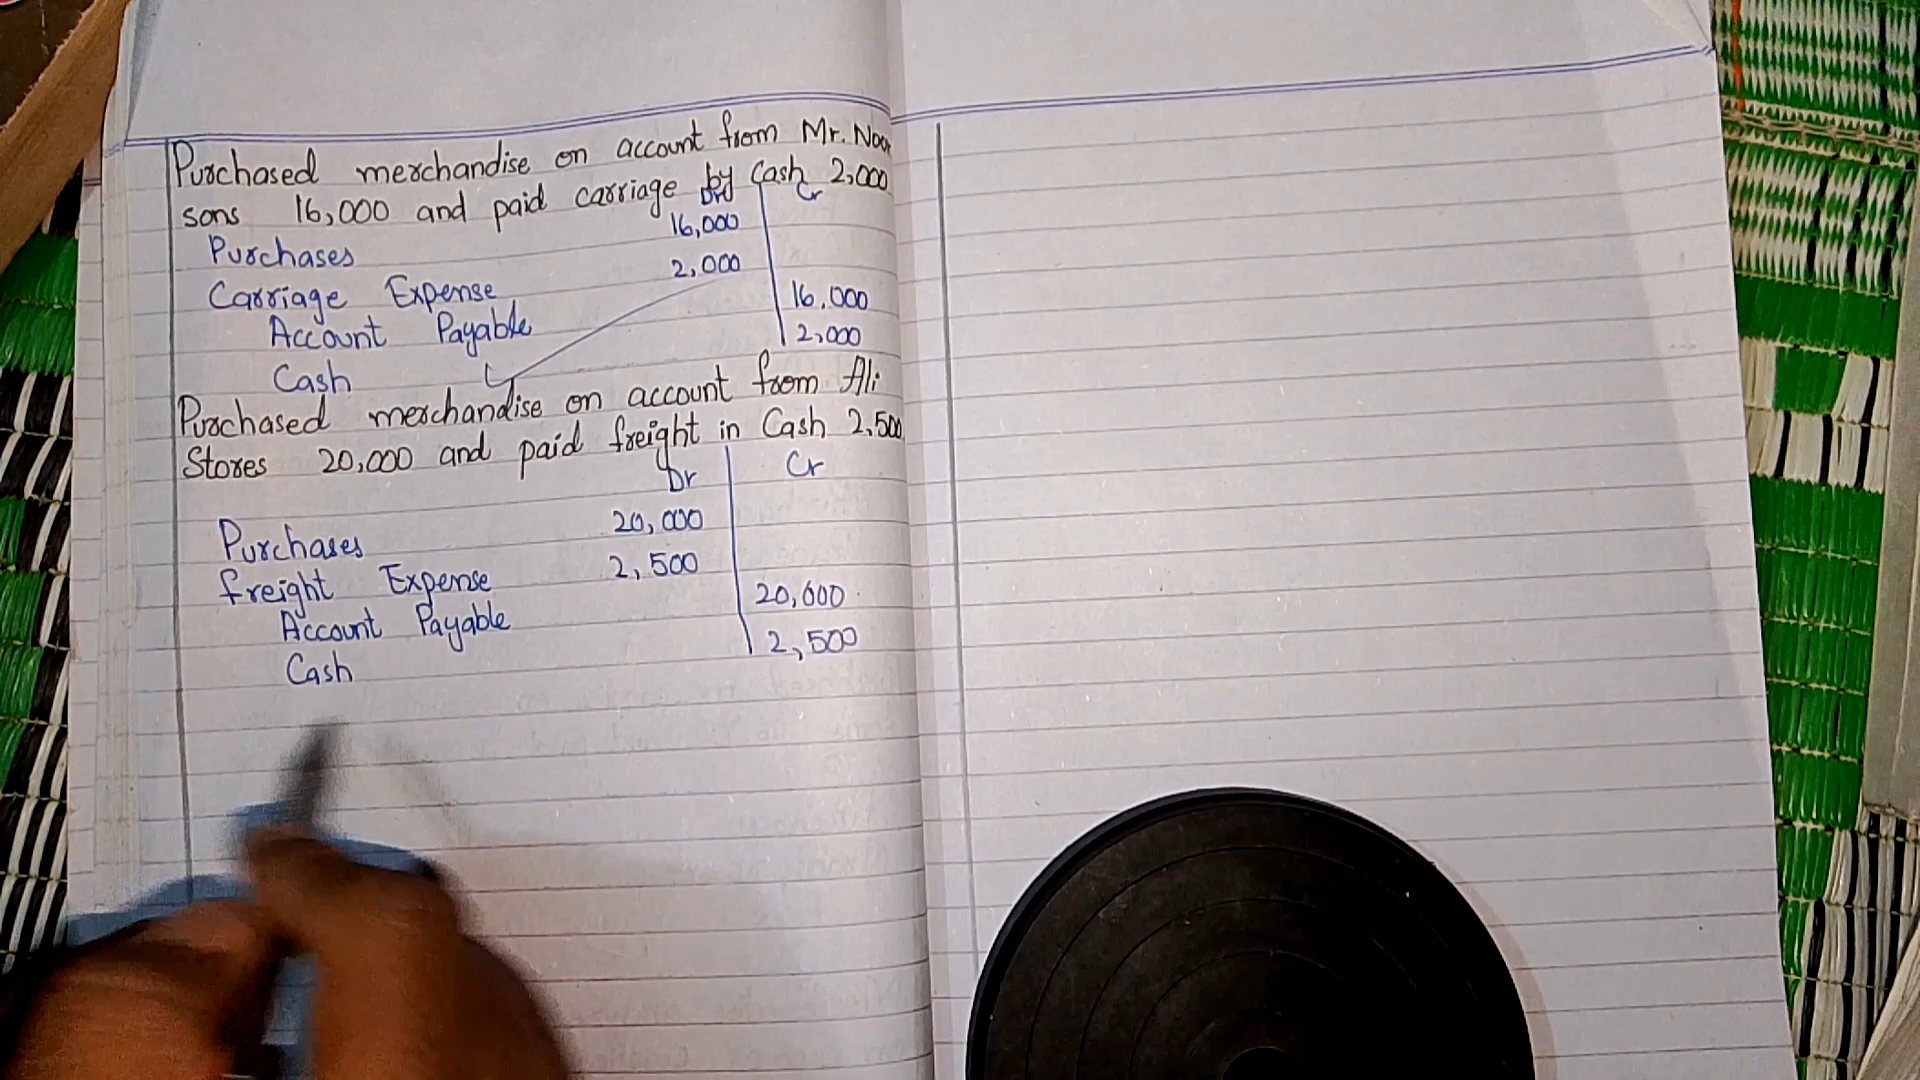 Purchased merchandise on account from Mr. Noor
sons 16,000 and paid carriage by Cash 2,000
Dr Cr
Purchases 16,000
Carriage Expense 2,000
Account Payable 16,000
Cash 2,000
Purchased merchandise on account from Ali
Stores 20,000 and paid freight in Cash 2,500
Dr Cr
Purchases 20,000
freight Expense 2,500
Account Payable 20,000
Cash 2,500